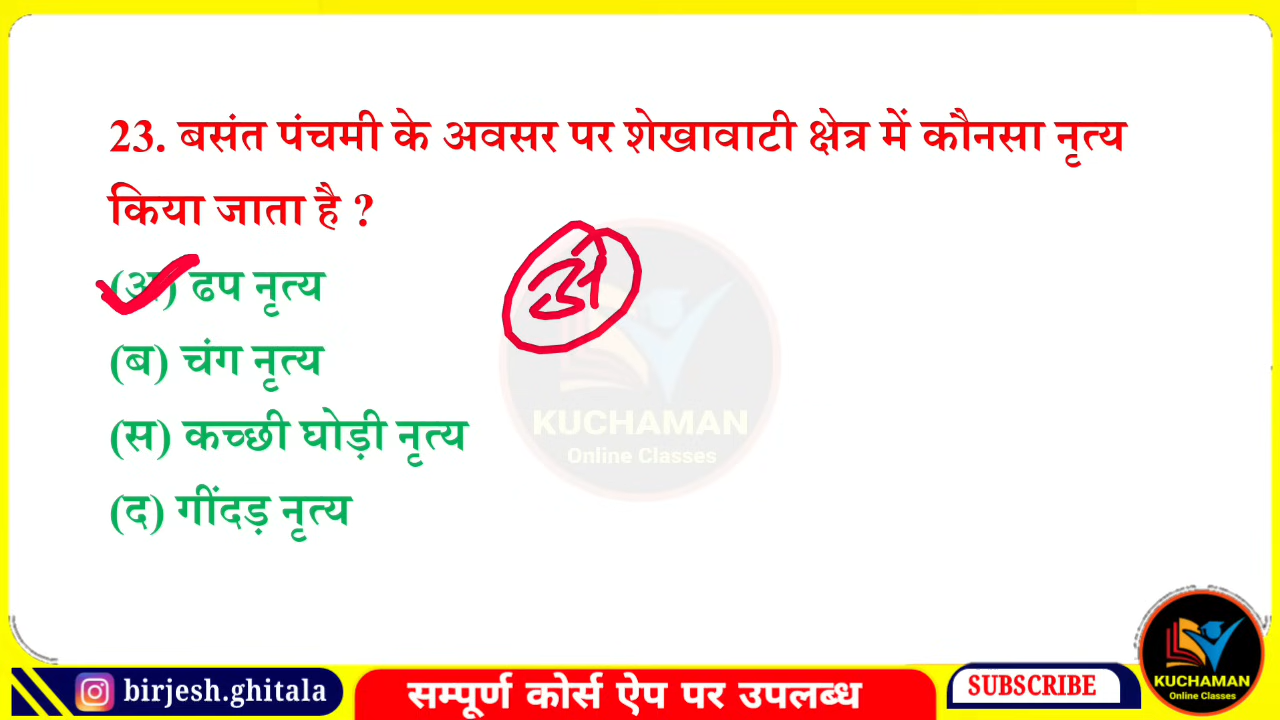 23. बसंत पंचमी के अवसर पर शेखावाटी क्षेत्र में कौनसा नृत्य
किया जाता है ?
(अ) ढप नृत्य
अ
(ब) चंग नृत्य
(स) कच्छी घोड़ी नृत्य
KUCHAMAN
Online Classes
(द) गींदड़ नृत्य
birjesh.ghitala
सम्पूर्ण कोर्स ऐप पर उपलब्ध
SUBSCRIBE
KUCHAMAN
Online Classes